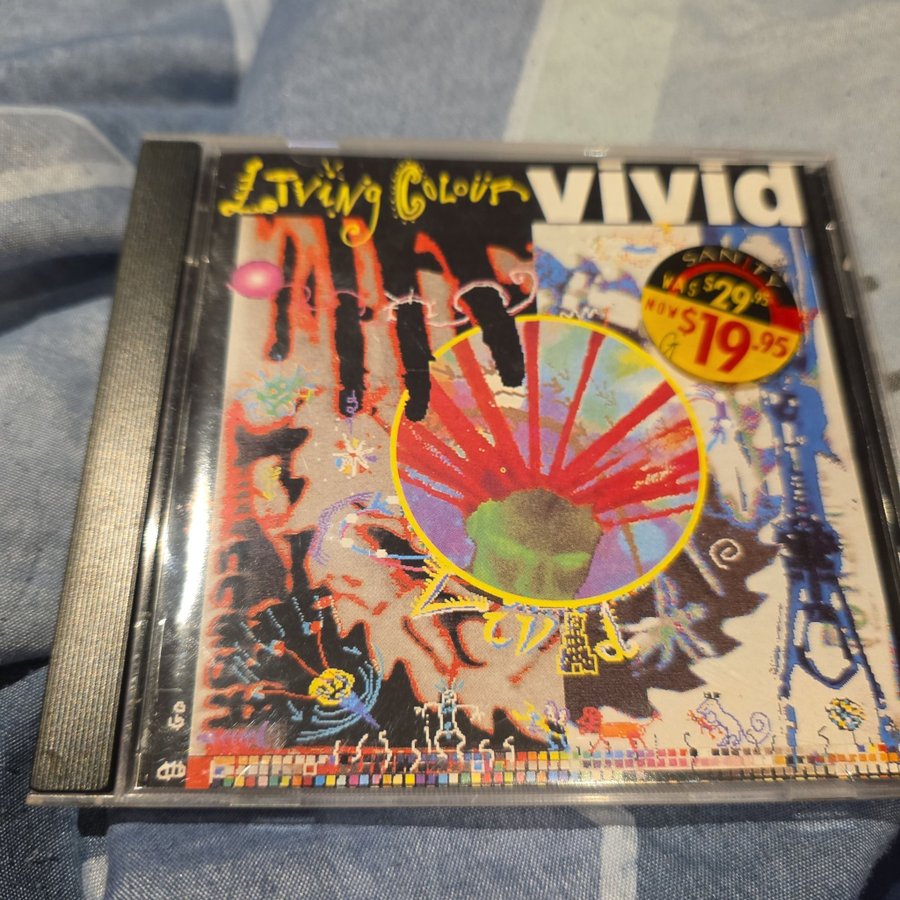 Living Colour vivid
SANITY
WAS $29.95
NOW $19.95